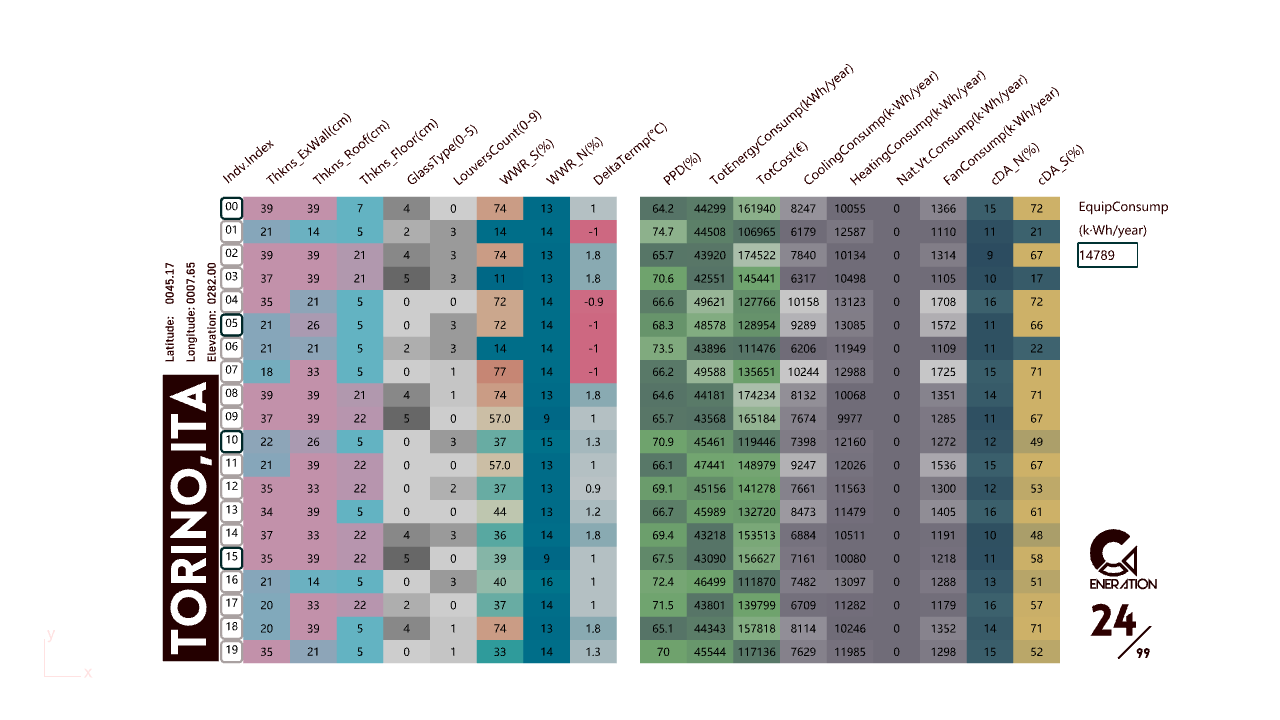 Indv.Index Thkns_ExWall(cm) Thkns_Roof(cm) Thkns_Floor(cm) GlassType(0-5) LouversCount(0-9) WWR_S(%) WWR_N(%) DeltaTermp(°C) PPD(%) TotEnergyConsump(kWh/year) TotCost(€) CoolingConsump(k·Wh/year) HeatingConsump(k·Wh/year) Nat.Vt.Consump(k·Wh/year) FanConsump(k·Wh/year) cDA_N(%) cDA_S(%)
00 39 39 7 4 0 74 13 1 64.2 44299 161940 8247 10055 0 1366 15 72
01 21 14 5 2 3 14 14 -1 74.7 44508 106965 6179 12587 0 1110 11 21
02 39 39 21 4 3 74 13 1.8 65.7 43920 174522 7840 10134 0 1314 9 67
03 37 39 21 5 3 11 13 1.8 70.6 42551 145441 6317 10498 0 1105 10 17
04 35 21 5 0 0 72 14 -0.9 66.6 49621 127766 10158 13123 0 1708 16 72
05 21 26 5 0 3 72 14 -1 68.3 48578 128954 9289 13085 0 1572 11 66
06 21 21 5 2 3 14 14 -1 73.5 43896 111476 6206 11949 0 1109 11 22
07 18 33 5 0 1 77 14 -1 66.2 49588 135651 10244 12988 0 1725 15 71
08 39 39 21 4 1 74 13 1.8 64.6 44181 174234 8132 10068 0 1351 14 71
09 37 39 22 5 0 57.0 9 1 65.7 43568 165184 7674 9977 0 1285 11 67
10 22 26 5 0 3 37 15 1.3 70.9 45461 119446 7398 12160 0 1272 12 49
11 21 39 22 0 0 57.0 13 1 66.1 47441 148979 9247 12026 0 1536 15 67
12 35 33 22 0 2 37 13 0.9 69.1 45156 141278 7661 11563 0 1300 12 53
13 34 39 5 0 0 44 13 1.2 66.7 45989 132720 8473 11479 0 1405 16 61
14 37 33 22 4 3 36 14 1.8 69.4 43218 153513 6884 10511 0 1191 10 48
15 35 39 22 5 0 39 9 1 67.5 43090 156627 7161 10080 0 1218 11 58
16 21 14 5 0 3 40 16 1 72.4 46499 111870 7482 13097 0 1288 13 51
17 20 33 22 2 0 37 14 1 71.5 43801 139799 6709 11282 0 1179 16 57
18 20 39 5 4 1 74 13 1.8 65.1 44343 157818 8114 10246 0 1352 14 71
19 35 21 5 0 1 33 14 1.3 70 45544 117136 7629 11985 0 1298 15 52
Latitude: 0045.17
Longitude: 0007.65
Elevation: 0282.00
TORINO,ITA
EquipConsump
(k·Wh/year)
14789
ENERATION
24/99
y
x